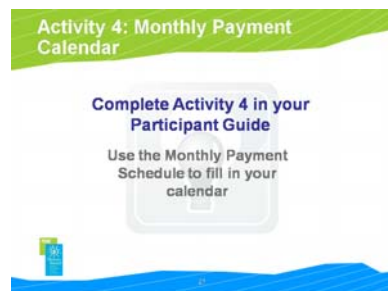 Activity 4: Monthly Payment
Calendar
Complete Activity 4 in your
Participant Guide
Use the Monthly Payment
Schedule to fill in your
calendar